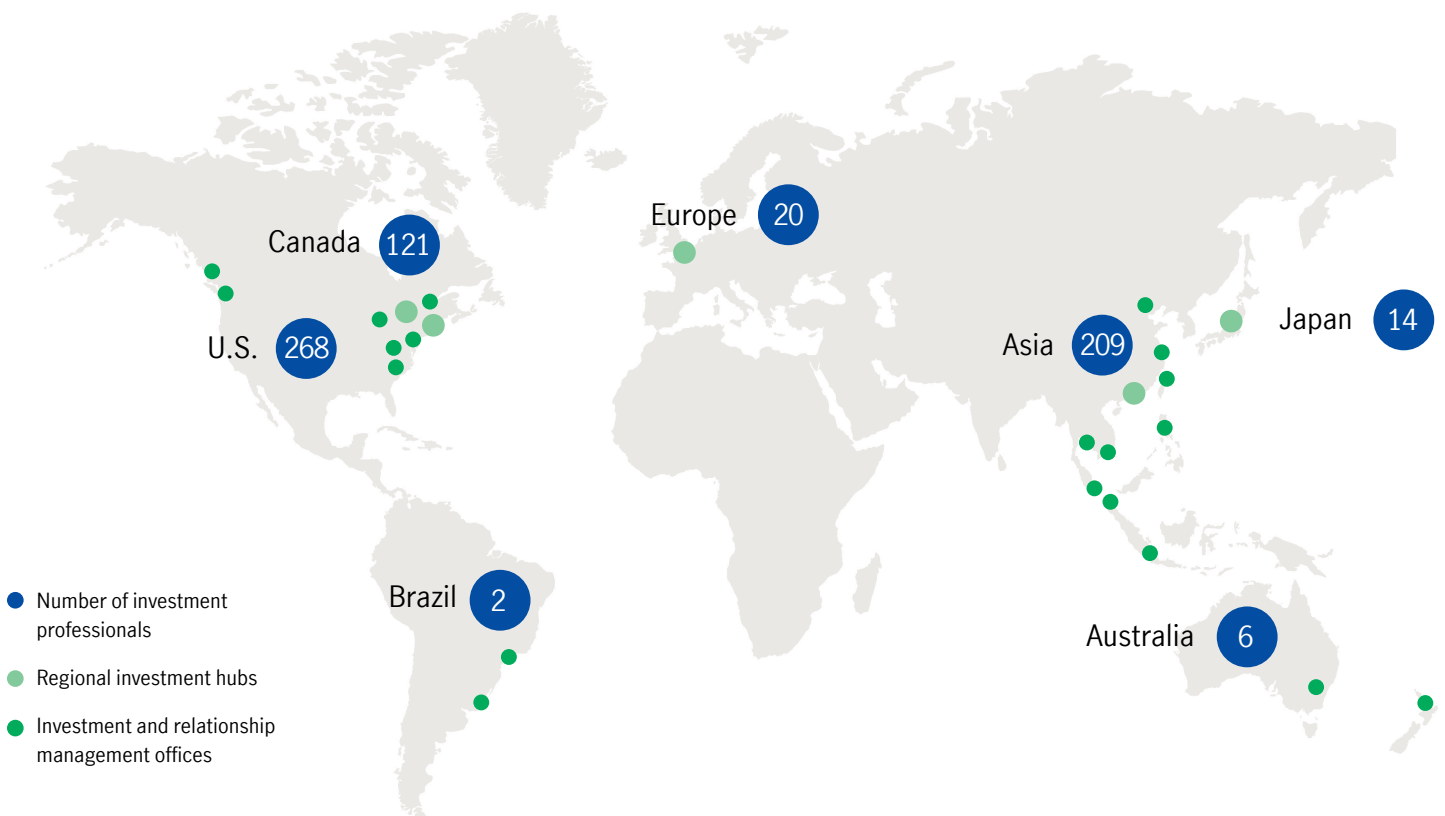 Europe 20
Canada 121
Japan 14
U.S. 268
Asia 209
Brazil 2
Australia 6
Number of investment
professionals
Regional investment hubs
Investment and relationship
management offices